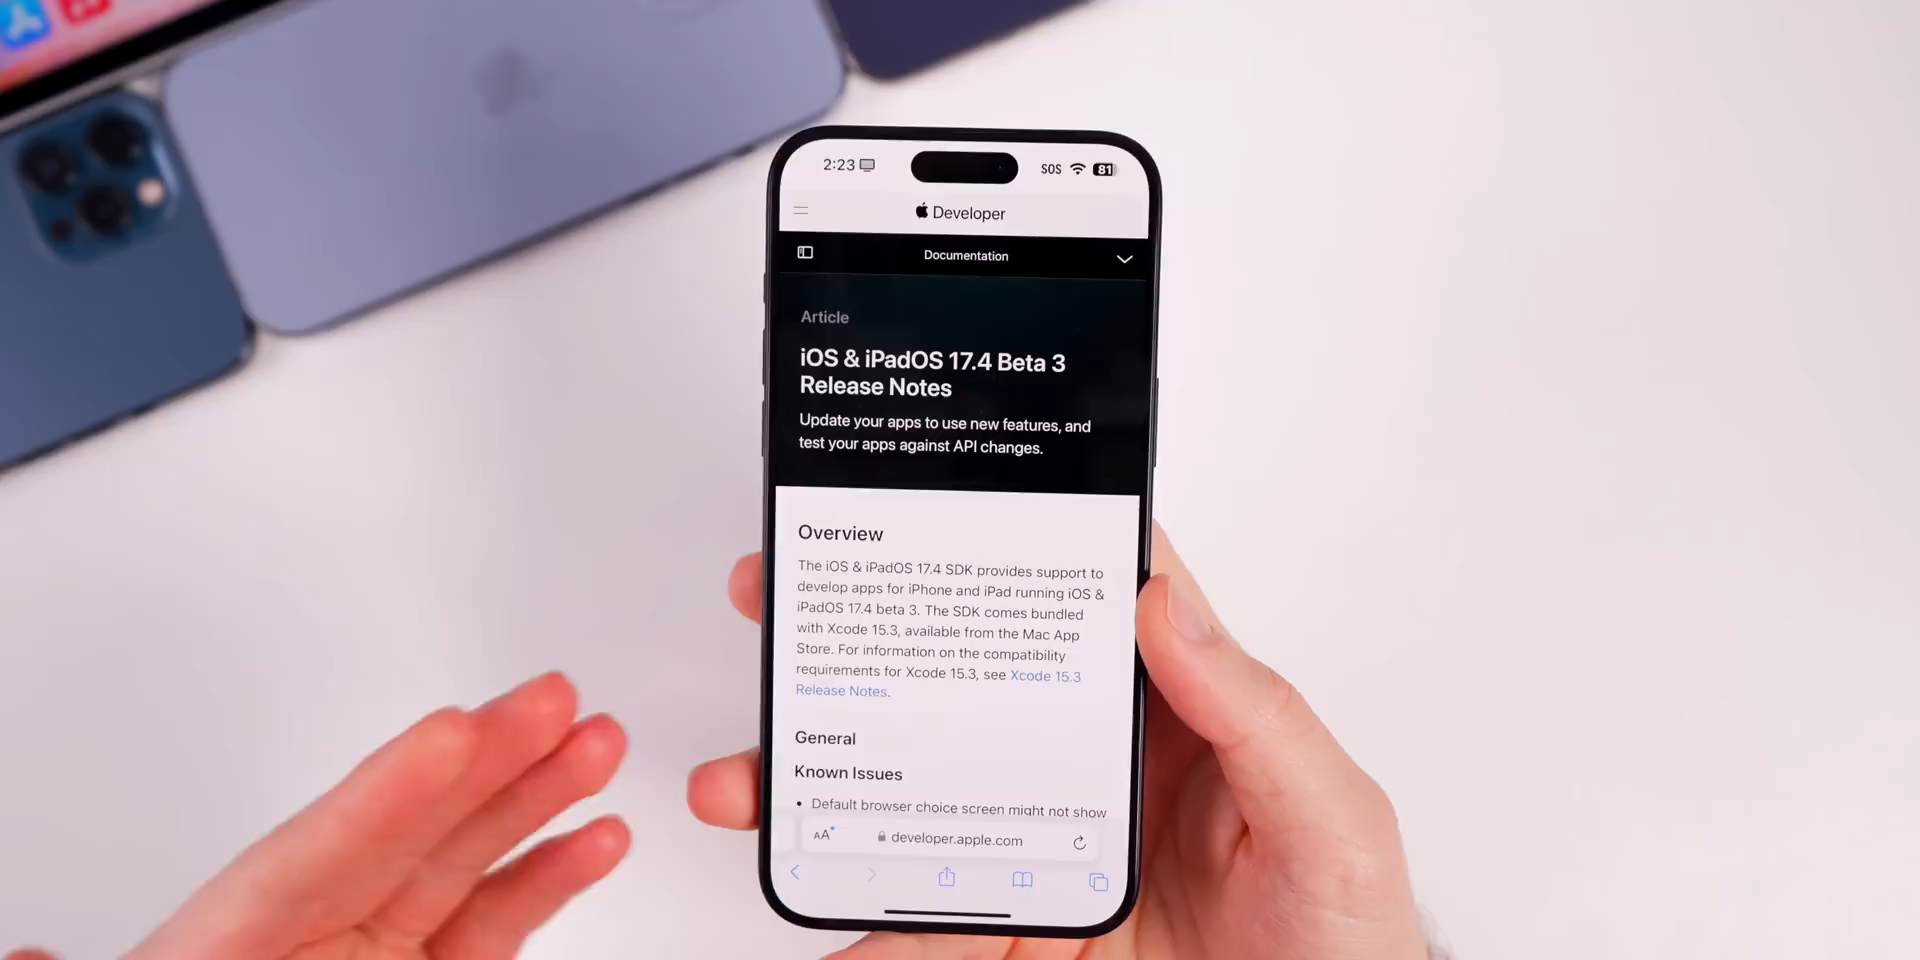 2:23
SOS
81
Developer
Documentation
Article
iOS & iPadOS 17.4 Beta 3
Release Notes
Update your apps to use new features, and
test your apps against API changes.
Overview
The iOS & iPadOS 17.4 SDK provides support to
develop apps for iPhone and iPad running iOS &
iPadOS 17.4 beta 3. The SDK comes bundled
with Xcode 15.3, available from the Mac App
Store. For information on the compatibility
requirements for Xcode 15.3, see Xcode 15.3
Release Notes.
General
Known Issues
• Default browser choice screen might not show
AA
developer.apple.com